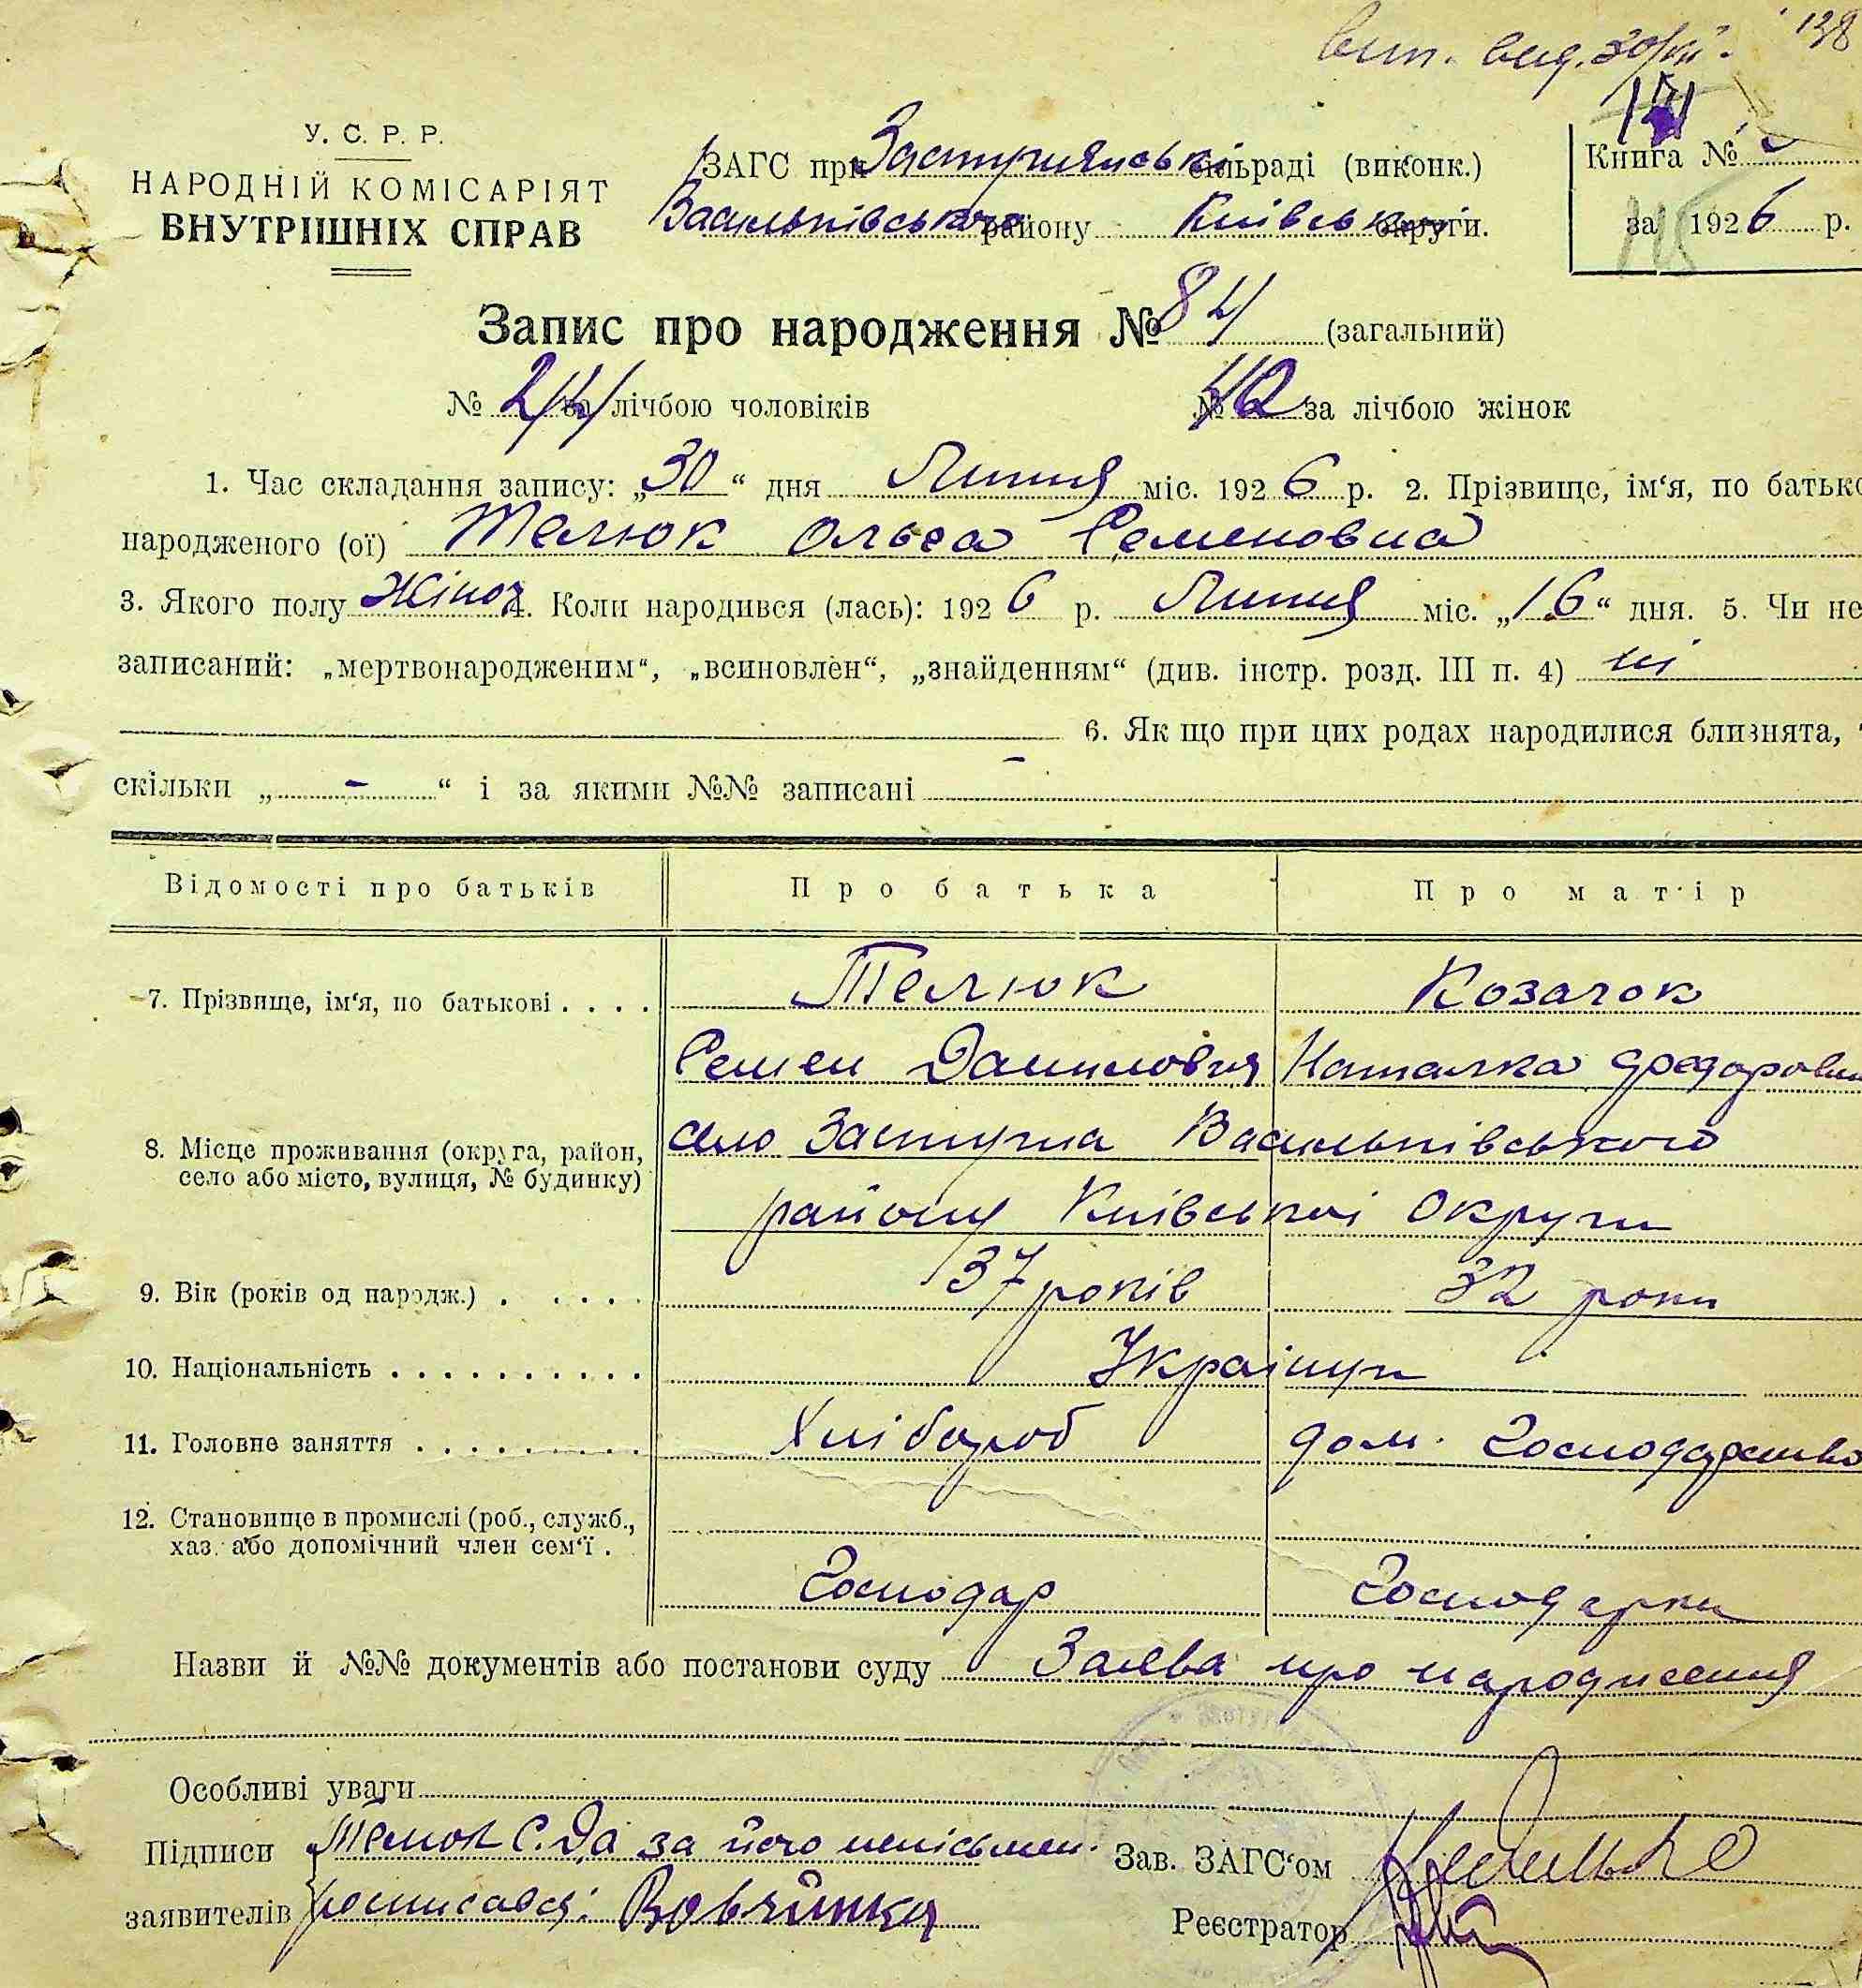 вип. вид. 30/VII. 138
141
У. С. Р. Р.
НАРОДНІЙ КОМІСАРІЯТ
ВНУТРІШНІХ СПРАВ
ЗАГС при Застугнянській сільраді (виконк.)
Васильківського району Київської округи.
Книга №
за 1926 р.
Запис про народження № 84 (загальний)
№ 44 за лічбою чоловіків № 40 за лічбою жінок
1. Час складання запису: „30“ дня Липня міс. 1926 р. 2. Прізвище, ім‘я, по батько
народженого (ої) Телюк Ольга Семеновна
3. Якого полу Жіноч 4. Коли народився (лась): 1926 р. Липня міс. „16“ дня. 5. Чи не
записаний: „мертвонародженим“, „всиновлен“, „знайденням“ (див. інстр. розд. III п. 4) ні
6. Як що при цих родах народилися близнята,
скільки „ - “ і за якими №№ записані -
Відомості про батьків Про батька Про матір
7. Прізвище, ім‘я, по батькові . . . . Телюк Козачок
Семен Данилович Наталка Федоровна
8. Місце проживання (округа, район, село Застугна Васильківського
село або місто, вулиця, № будинку)
району Київської Округи
9. Вік (років од народж.) . . . . . 37 років 32 роки
10. Національність . . . . . . . . . . Українци
11. Головне заняття . . . . . . . . . Хлібороб дом. Господарство
12. Становище в промислі (роб., служб.,
хаз. або допомічний член сем‘ї .
Господар Господарка
Назви й №№ документів або постанови суду Заява про народження
Особливі уваги
Підписи Телюк С. Да за його неписьмен. Зав. ЗАГС‘ом
заявителів росписався: Реєстратор